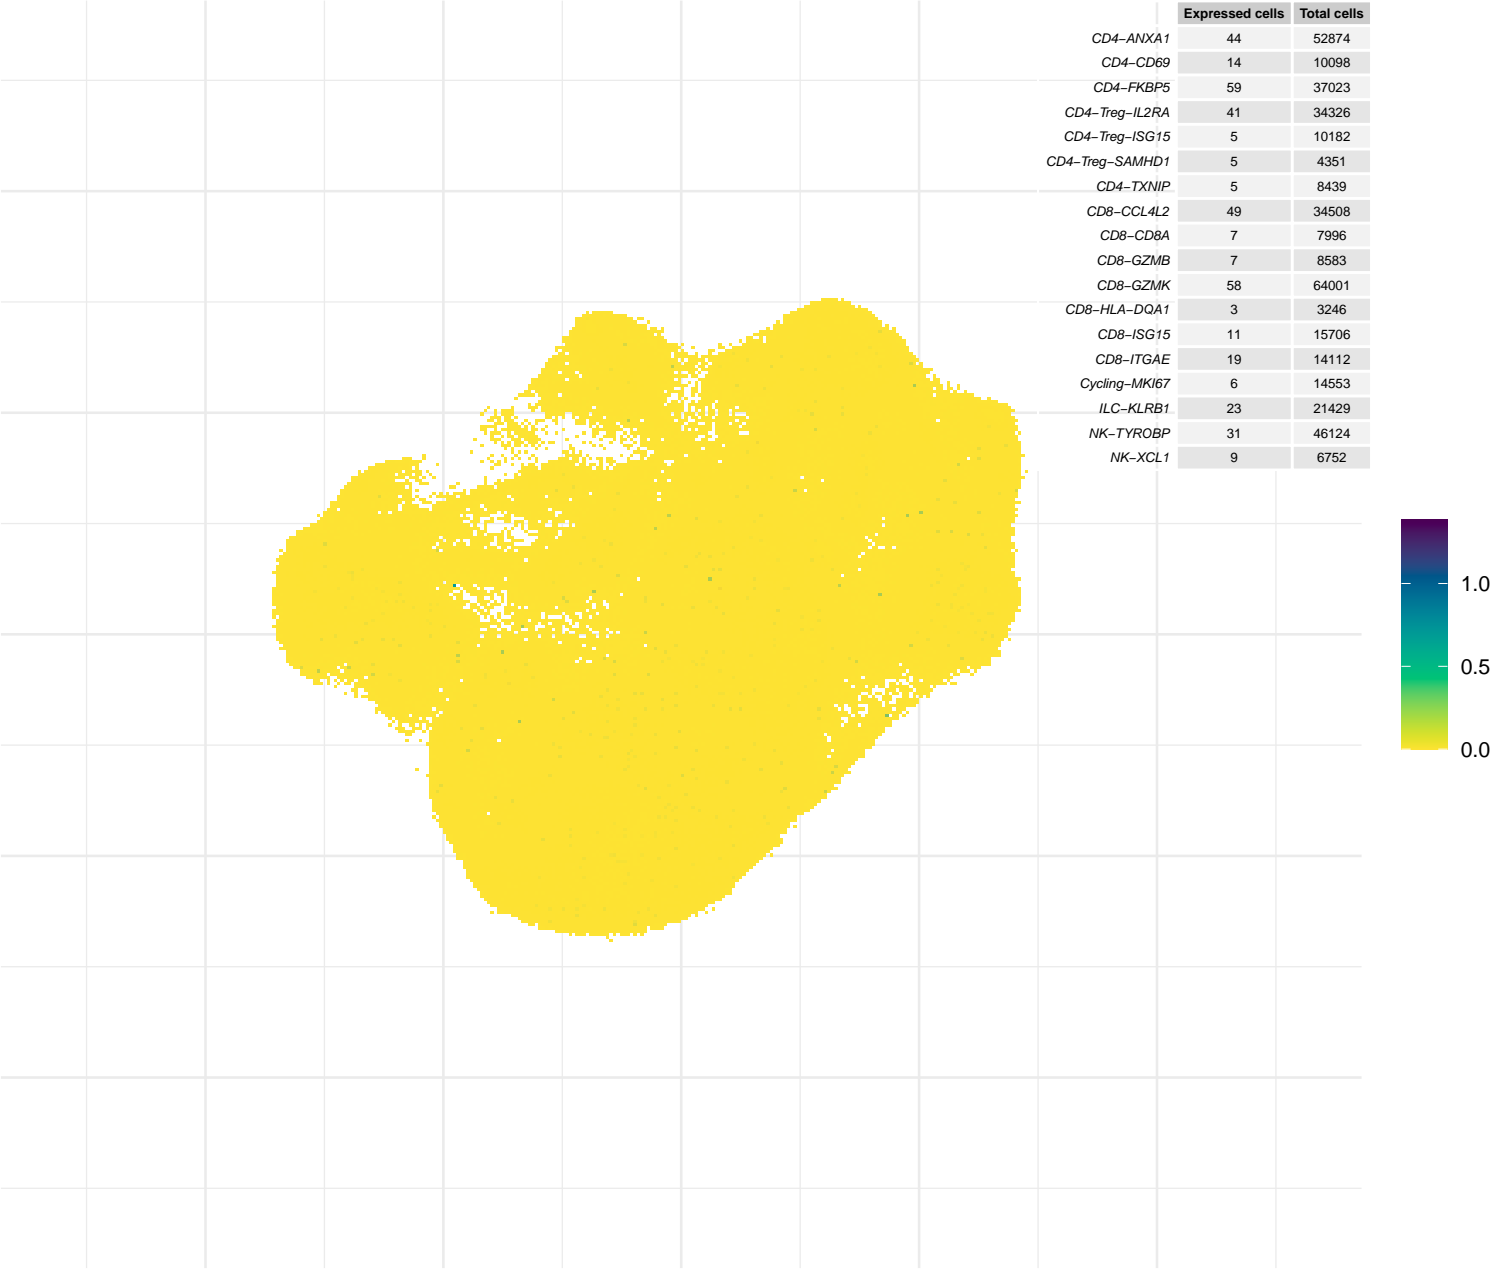 Expressed cells Total cells
CD4−ANXA1 44 52874
CD4−CD69 14 10098
CD4−FKBP5 59 37023
CD4−Treg−IL2RA 41 34326
CD4−Treg−ISG15 5 10182
CD4−Treg−SAMHD1 5 4351
CD4−TXNIP 5 8439
CD8−CCL4L2 49 34508
CD8−CD8A 7 7996
CD8−GZMB 7 8583
CD8−GZMK 58 64001
CD8−HLA−DQA1 3 3246
CD8−ISG15 11 15706
CD8−ITGAE 19 14112
Cycling−MKI67 6 14553
ILC−KLRB1 23 21429
NK−TYROBP 31 46124
NK−XCL1 9 6752
1.0
0.5
0.0